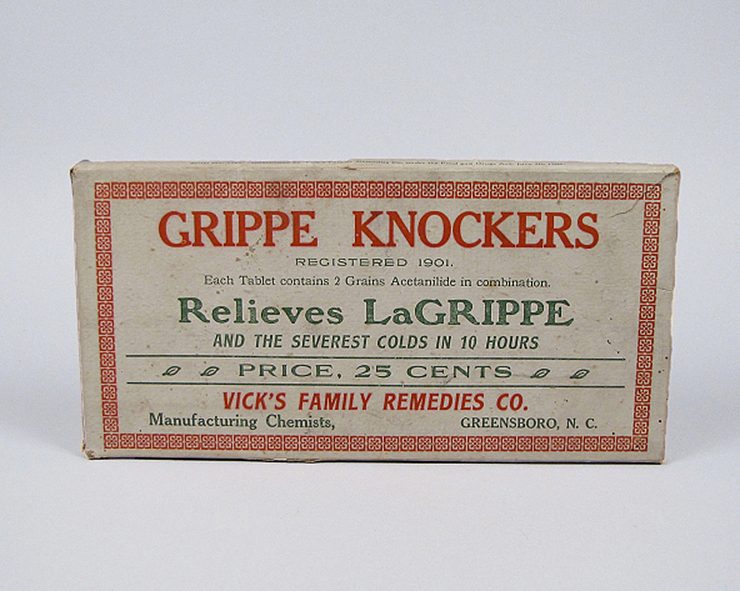 GRIPPE KNOCKERS
REGISTERED 1901.
Each Tablet contains 2 Grains Acetanilide in combination.
Relieves LaGRIPPE
AND THE SEVEREST COLDS IN 10 HOURS
PRICE, 25 CENTS
VICK'S FAMILY REMEDIES CO.
Manufacturing Chemists, GREENSBORO, N. C.